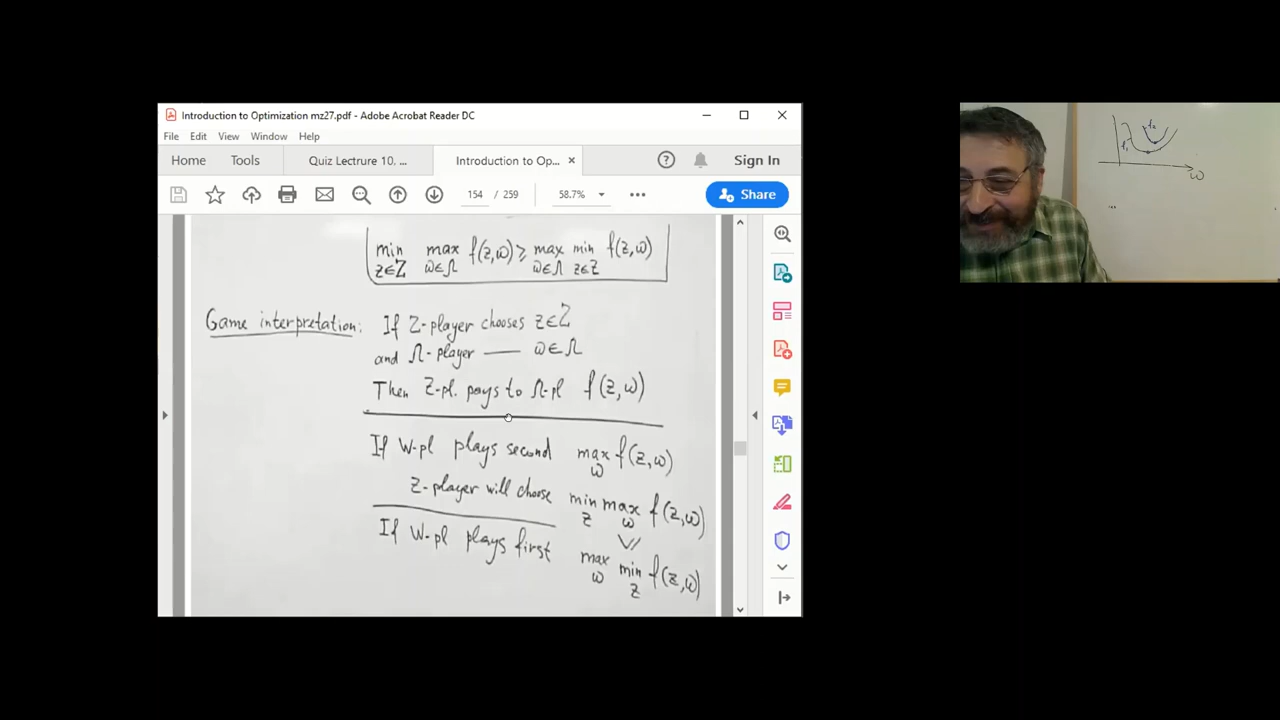 Introduction to Optimization mz27.pdf - Adobe Acrobat Reader DC
File Edit View Window Help
Home Tools Quiz Lecrture 10, ... Introduction to Op... × Sign In
154 / 259 58.7% Share
min max f(z,ω) ≥ max min f(z,ω)
z∈Z ω∈Ω ω∈Ω z∈Z
Game interpretation: If Z-player chooses z∈Z
and Ω-player — ω∈Ω
Then Z-pl. pays to Ω-pl f(z,ω)
If W-pl plays second max f(z,ω)
ω
Z-player will choose min max f(z,ω)
z ω
If W-pl plays first max min f(z,ω)
ω z
f₁ f₂
ω